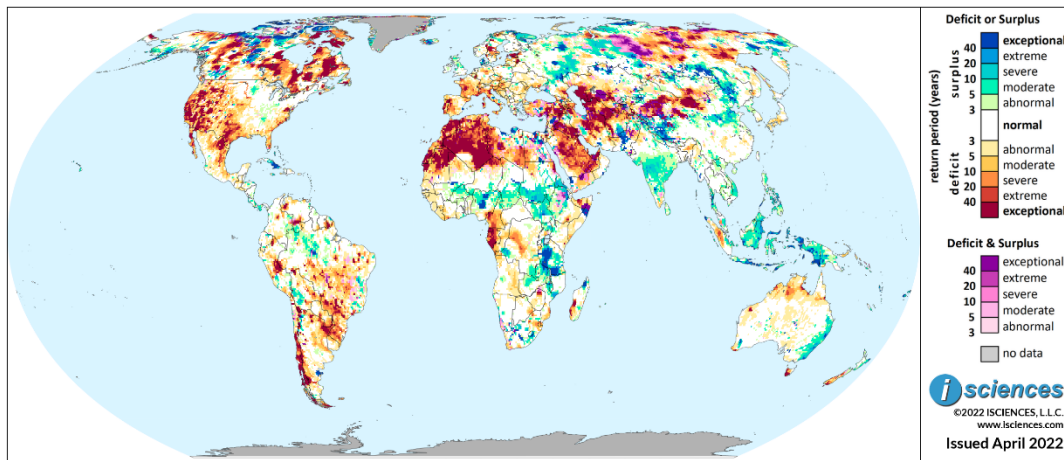 Deficit or Surplus
exceptional
40
extreme
20
severe
10
moderate
5
abnormal
3
normal
3
abnormal
5
moderate
10
severe
20
extreme
40
exceptional
return period (years)
deficit
surplus
Deficit & Surplus
exceptional
40
extreme
20
severe
10
moderate
5
abnormal
3
no data
i sciences
©2022 ISCIENCES, L.L.C.
www.isciences.com
Issued April 2022